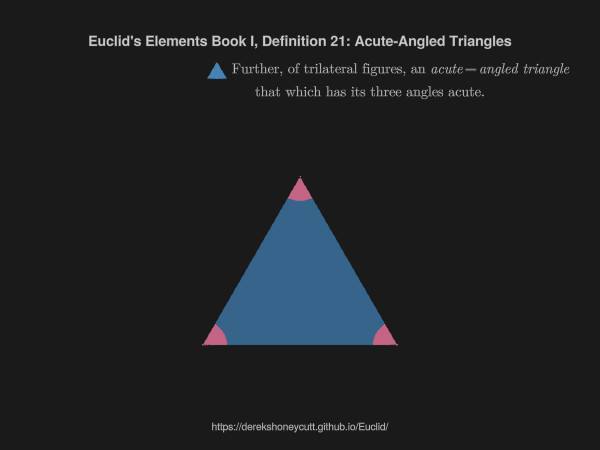 Euclid's Elements Book I, Definition 21: Acute-Angled Triangles
Further, of trilateral figures, an acute−angled triangle
that which has its three angles acute.
https://derekshoneycutt.github.io/Euclid/